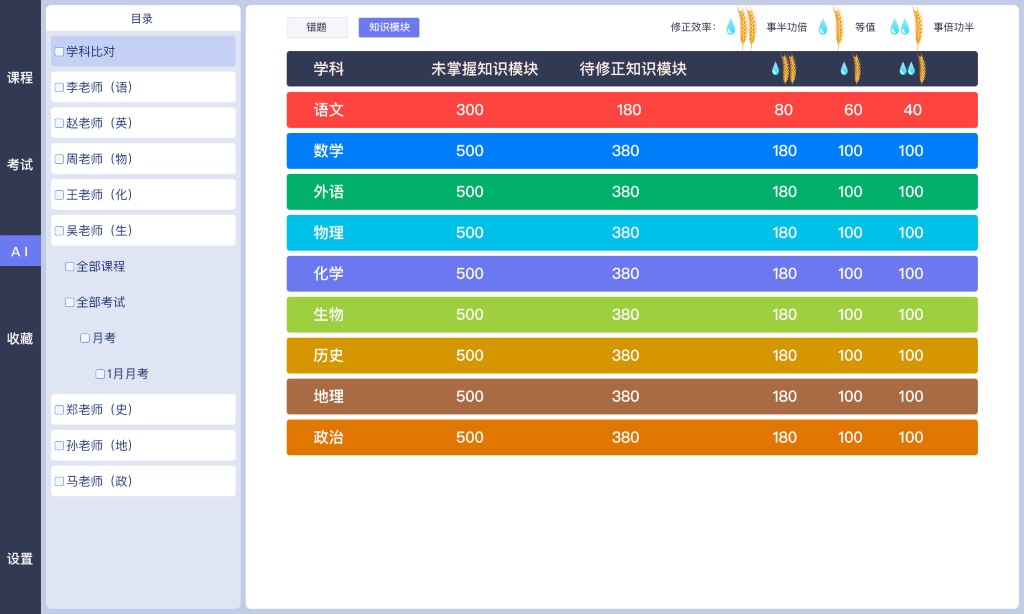 课程
考试
AI
收藏
设置
目录
学科比对
李老师（语）
赵老师（英）
周老师（物）
王老师（化）
吴老师（生）
全部课程
全部考试
月考
1月月考
郑老师（史）
孙老师（地）
马老师（政）
错题 知识模块 修正效率: 事半功倍 等值 事倍功半
学科 未掌握知识模块 待修正知识模块
语文 300 180 80 60 40
数学 500 380 180 100 100
外语 500 380 180 100 100
物理 500 380 180 100 100
化学 500 380 180 100 100
生物 500 380 180 100 100
历史 500 380 180 100 100
地理 500 380 180 100 100
政治 500 380 180 100 100